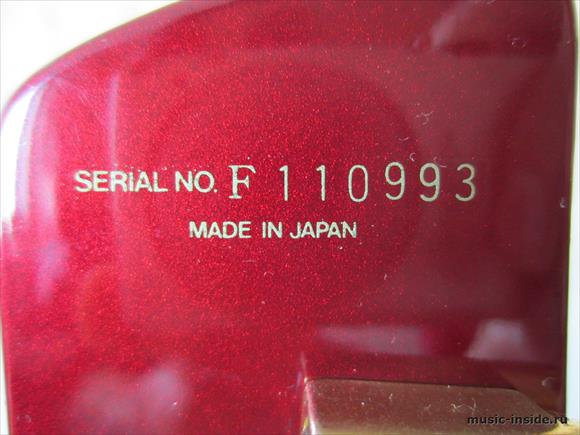 SERIAL NO. F 110993
MADE IN JAPAN
music-inside.ru